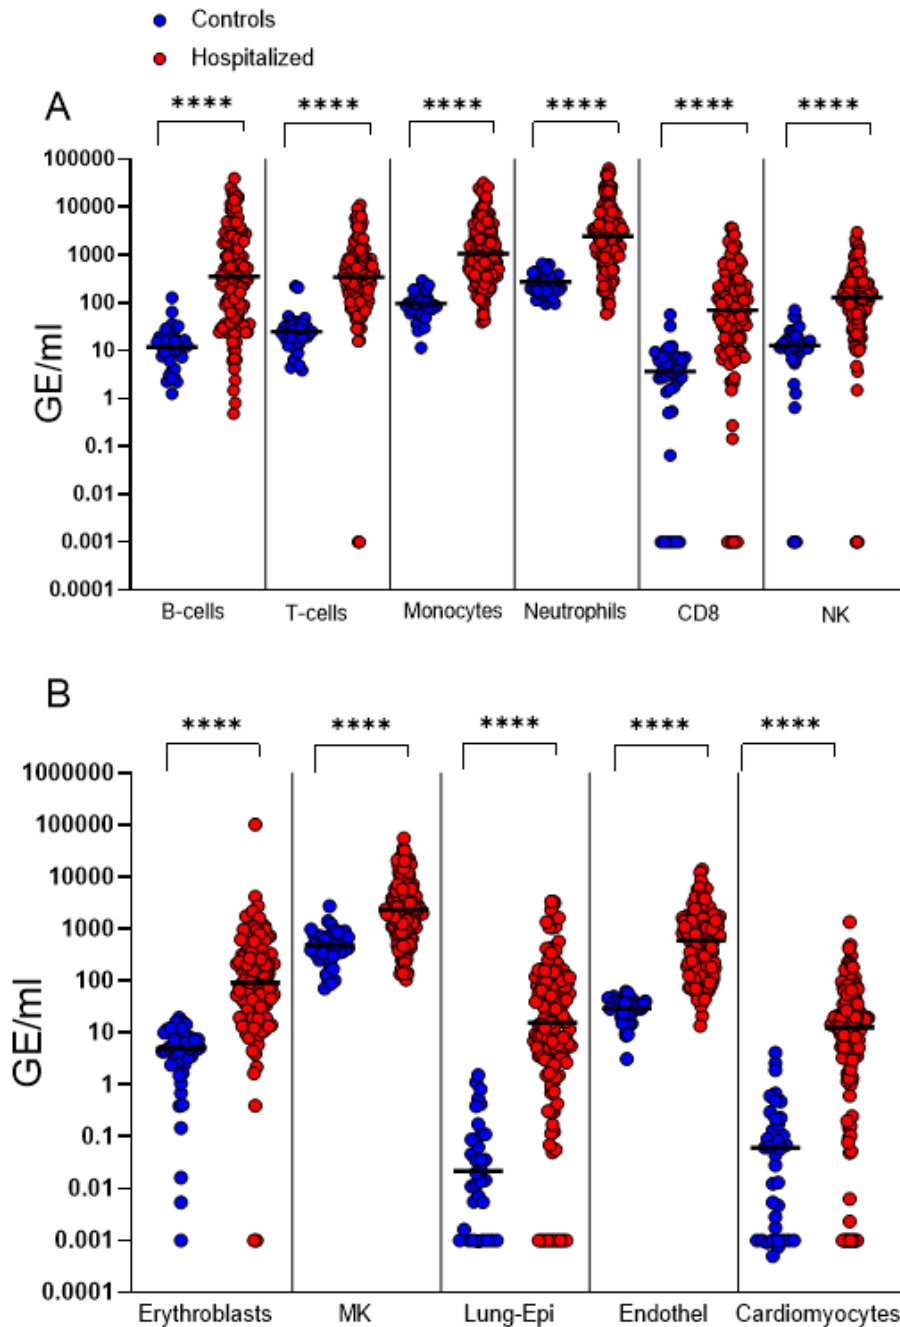 Controls
Hospitalized
A
**** **** **** **** **** ****
100000
10000
1000
100
10
1
0.1
0.01
0.001
0.0001
GE/ml
B-cells T-cells Monocytes Neutrophils CD8 NK
B
**** **** **** **** ****
1000000
100000
10000
1000
100
10
1
0.1
0.01
0.001
0.0001
GE/ml
Erythroblasts MK Lung-Epi Endothel Cardiomyocytes